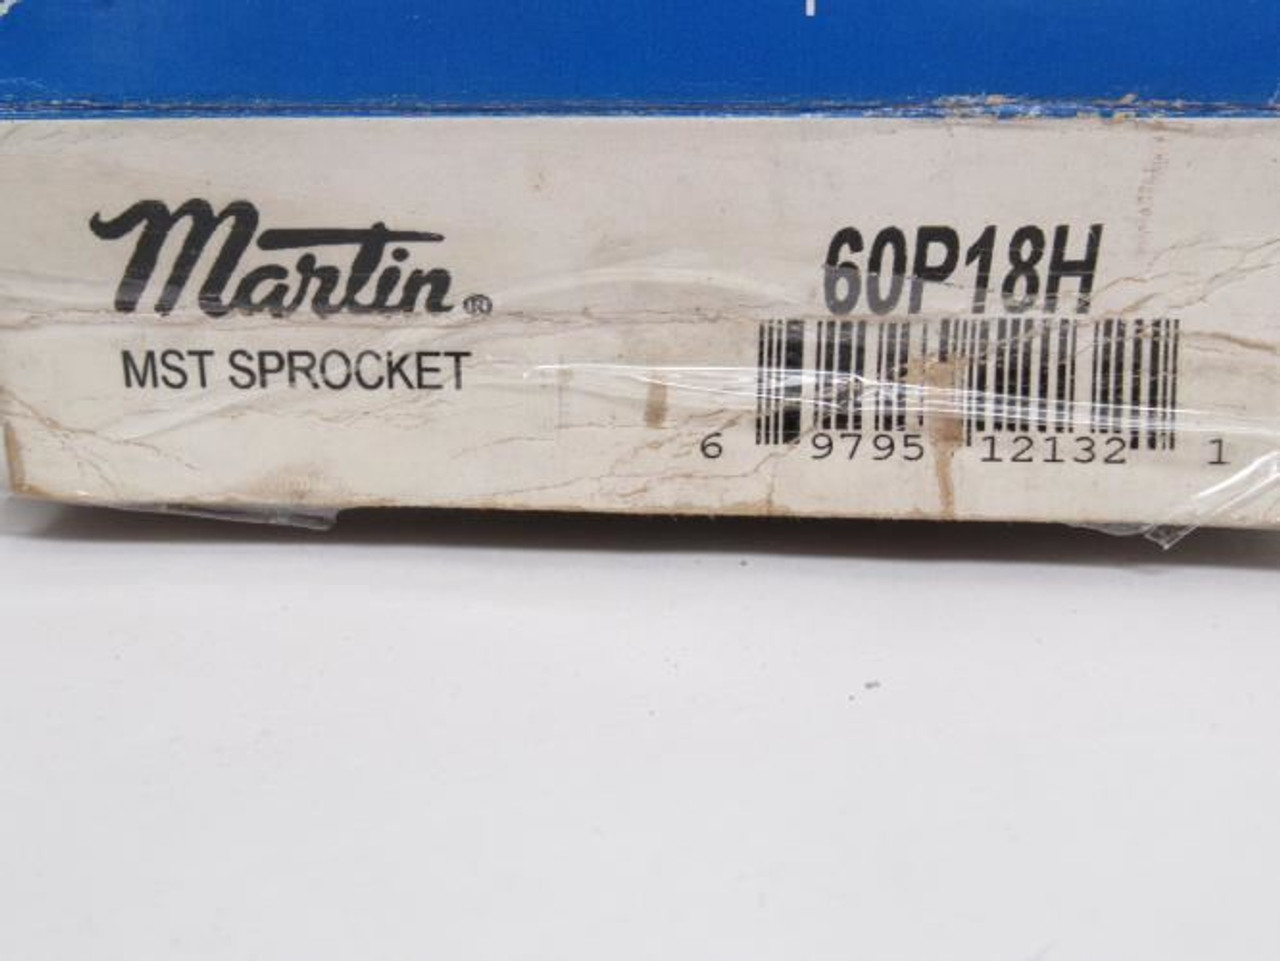 Martin®
MST SPROCKET
60P18H
6 9795 12132 1